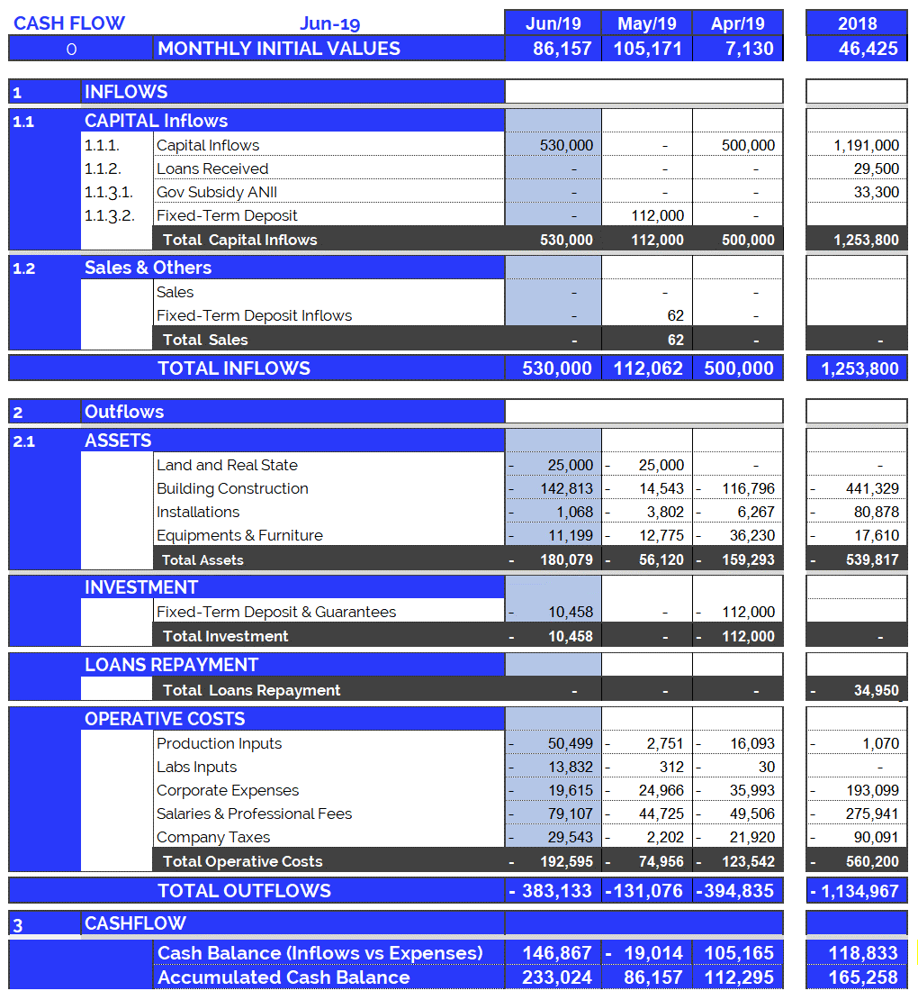 CASH FLOW Jun-19 Jun/19 May/19 Apr/19 2018
0 MONTHLY INITIAL VALUES 86,157 105,171 7,130 46,425
1 INFLOWS
1.1 CAPITAL Inflows
1.1.1. Capital Inflows 530,000 - 500,000 1,191,000
1.1.2. Loans Received - - - 29,500
1.1.3.1. Gov Subsidy ANII - - - 33,300
1.1.3.2. Fixed-Term Deposit - 112,000 -
Total Capital Inflows 530,000 112,000 500,000 1,253,800
1.2 Sales & Others
Sales - - -
Fixed-Term Deposit Inflows - 62 -
Total Sales - 62 - -
TOTAL INFLOWS 530,000 112,062 500,000 1,253,800
2 Outflows
2.1 ASSETS
Land and Real State - 25,000 - 25,000 - -
Building Construction - 142,813 - 14,543 - 116,796 - 441,329
Installations - 1,068 - 3,802 - 6,267 - 80,878
Equipments & Furniture - 11,199 - 12,775 - 36,230 - 17,610
Total Assets - 180,079 - 56,120 - 159,293 - 539,817
INVESTMENT
Fixed-Term Deposit & Guarantees - 10,458 - - 112,000
Total Investment - 10,458 - - 112,000 -
LOANS REPAYMENT
Total Loans Repayment - - - - 34,950
OPERATIVE COSTS
Production Inputs - 50,499 - 2,751 - 16,093 - 1,070
Labs Inputs - 13,832 - 312 - 30 -
Corporate Expenses - 19,615 - 24,966 - 35,993 - 193,099
Salaries & Professional Fees - 79,107 - 44,725 - 49,506 - 275,941
Company Taxes - 29,543 - 2,202 - 21,920 - 90,091
Total Operative Costs - 192,595 - 74,956 - 123,542 - 560,200
TOTAL OUTFLOWS - 383,133 -131,076 -394,835 - 1,134,967
3 CASHFLOW
Cash Balance (Inflows vs Expenses) 146,867 - 19,014 105,165 118,833
Accumulated Cash Balance 233,024 86,157 112,295 165,258